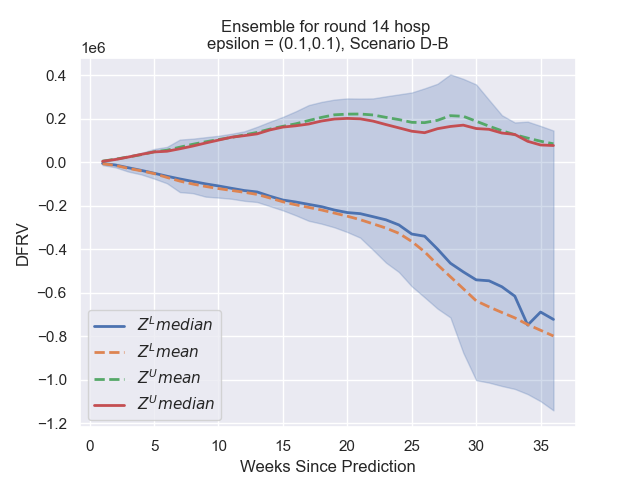 Ensemble for round 14 hosp
epsilon = (0.1,0.1), Scenario D-B
1e6
0.4
0.2
0.0
−0.2
−0.4
−0.6
−0.8
−1.0
−1.2
DFRV
Z^L median
Z^L mean
Z^U mean
Z^U median
0 5 10 15 20 25 30 35
Weeks Since Prediction